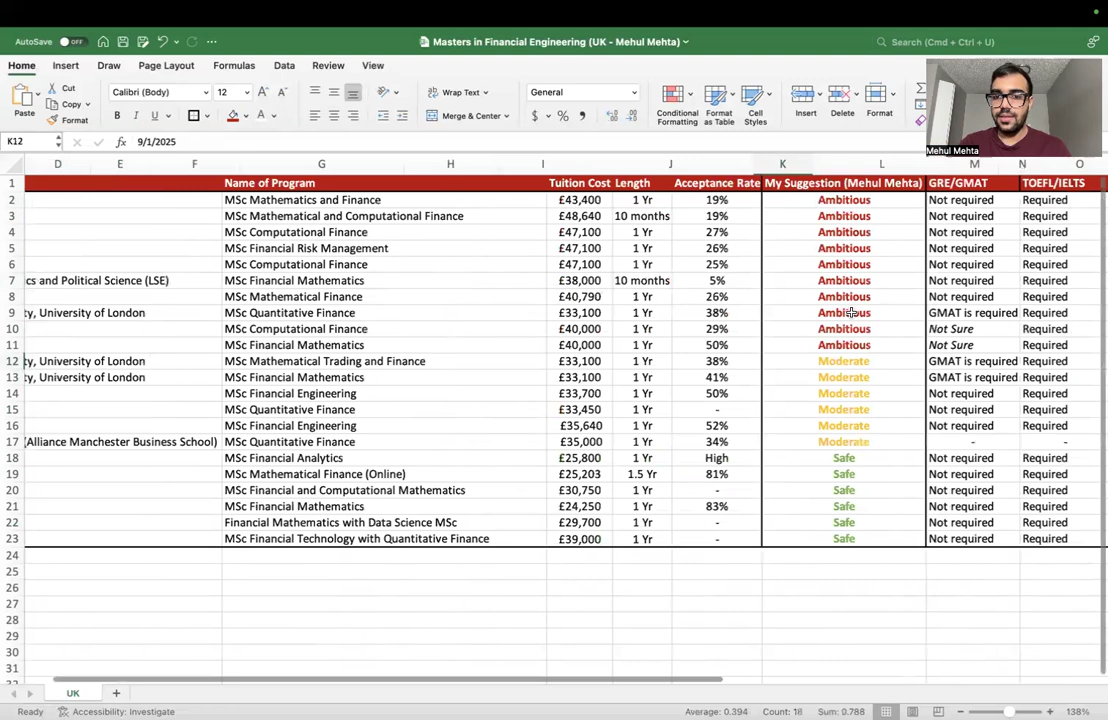 AutoSave OFF Masters in Financial Engineering (UK - Mehul Mehta) Search (Cmd + Ctrl + U)
Home Insert Draw Page Layout Formulas Data Review View
Paste Cut Copy Format Calibri (Body) 12 Wrap Text Merge & Center General Conditional Formatting Format as Table Cell Styles Insert Delete Format
Mehul Mehta
K12 fx 9/1/2025
D E F G H I J K L M N O
1 Name of Program Tuition Cost Length Acceptance Rate My Suggestion (Mehul Mehta) GRE/GMAT TOEFL/IELTS
2 MSc Mathematics and Finance £43,400 1 Yr 19% Ambitious Not required Required
3 MSc Mathematical and Computational Finance £48,640 10 months 19% Ambitious Not required Required
4 MSc Computational Finance £47,100 1 Yr 27% Ambitious Not required Required
5 MSc Financial Risk Management £47,100 1 Yr 26% Ambitious Not required Required
6 MSc Computational Finance £47,100 1 Yr 25% Ambitious Not required Required
7 cs and Political Science (LSE) MSc Financial Mathematics £38,000 10 months 5% Ambitious Not required Required
8 MSc Mathematical Finance £40,790 1 Yr 26% Ambitious Not required Required
9 ty, University of London MSc Quantitative Finance £33,100 1 Yr 38% Ambitious GMAT is required Required
10 MSc Computational Finance £40,000 1 Yr 29% Ambitious Not Sure Required
11 MSc Financial Mathematics £40,000 1 Yr 50% Ambitious Not Sure Required
12 ty, University of London MSc Mathematical Trading and Finance £33,100 1 Yr 38% Moderate GMAT is required Required
13 ty, University of London MSc Financial Mathematics £33,100 1 Yr 41% Moderate GMAT is required Required
14 MSc Financial Engineering £33,700 1 Yr 50% Moderate Not required Required
15 MSc Quantitative Finance £33,450 1 Yr - Moderate Not required Required
16 MSc Financial Engineering £35,640 1 Yr 52% Moderate Not required Required
17 (Alliance Manchester Business School) MSc Quantitative Finance £35,000 1 Yr 34% Moderate - -
18 MSc Financial Analytics £25,800 1 Yr High Safe Not required Required
19 MSc Mathematical Finance (Online) £25,203 1.5 Yr 81% Safe Not required Required
20 MSc Financial and Computational Mathematics £30,750 1 Yr - Safe Not required Required
21 MSc Financial Mathematics £24,250 1 Yr 83% Safe Not required Required
22 Financial Mathematics with Data Science MSc £29,700 1 Yr - Safe Not required Required
23 MSc Financial Technology with Quantitative Finance £39,000 1 Yr - Safe Not required Required
24
25
26
27
28
29
30
31
UK
Ready Accessibility: Investigate Average: 0.394 Count: 18 Sum: 0.788 138%